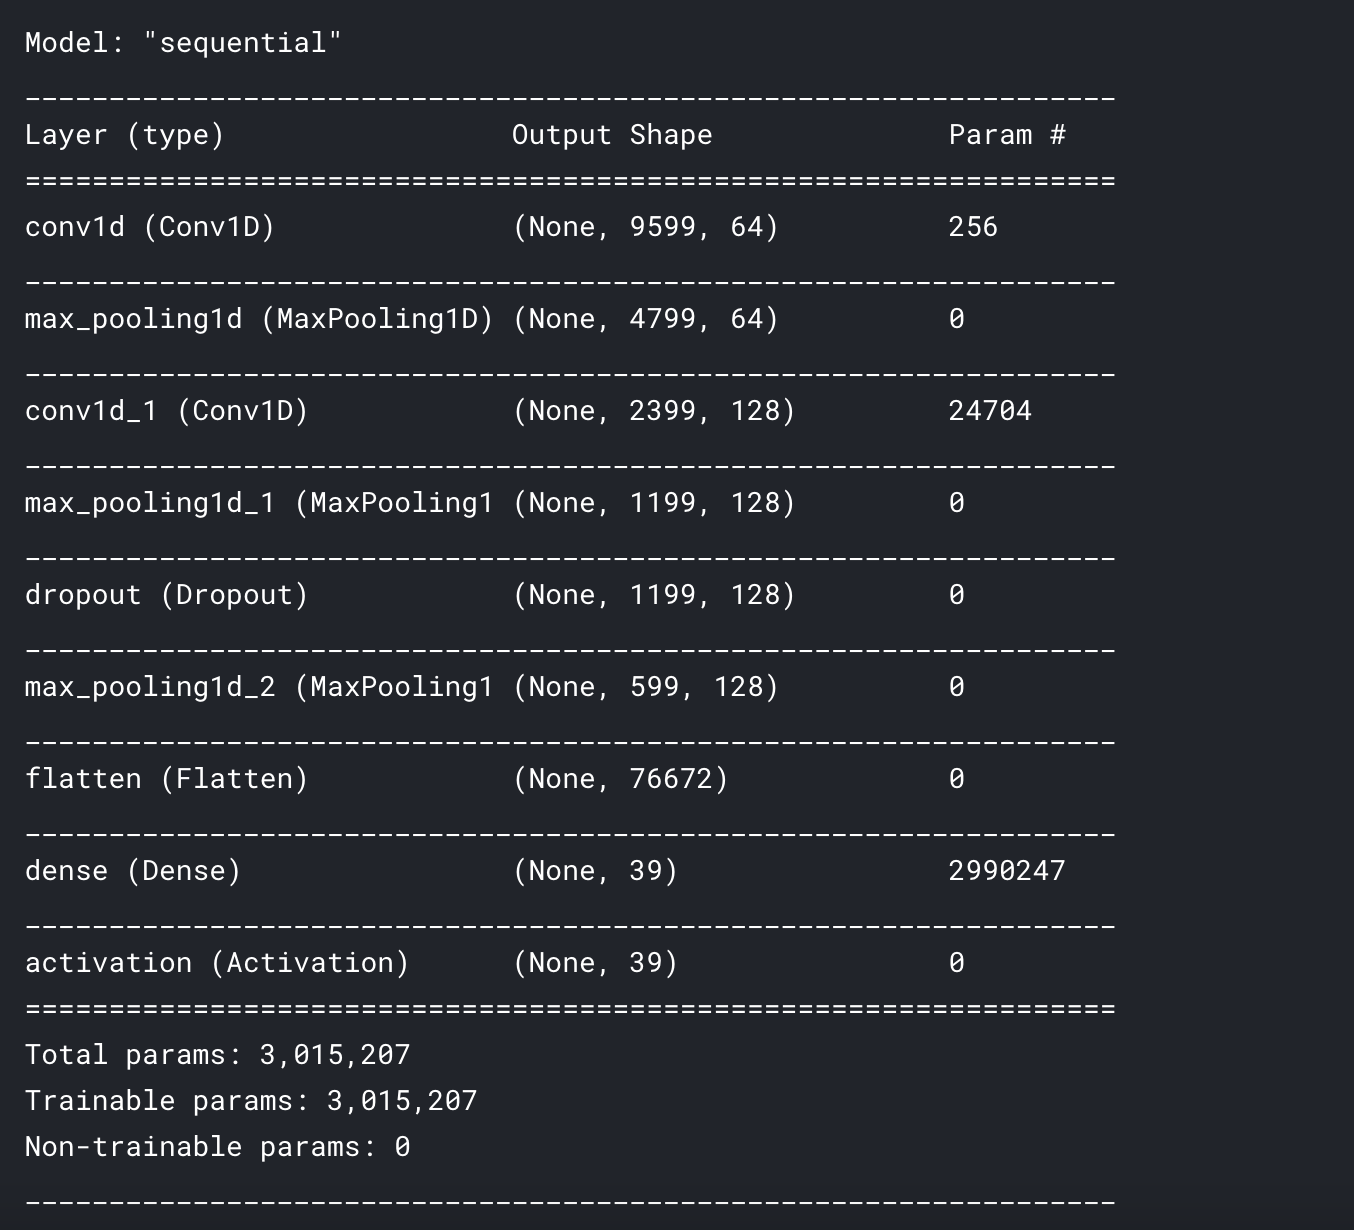 Model: "sequential"
_________________________________________________________________
Layer (type)                 Output Shape              Param #
=================================================================
conv1d (Conv1D)              (None, 9599, 64)          256
_________________________________________________________________
max_pooling1d (MaxPooling1D) (None, 4799, 64)          0
_________________________________________________________________
conv1d_1 (Conv1D)            (None, 2399, 128)         24704
_________________________________________________________________
max_pooling1d_1 (MaxPooling1 (None, 1199, 128)         0
_________________________________________________________________
dropout (Dropout)            (None, 1199, 128)         0
_________________________________________________________________
max_pooling1d_2 (MaxPooling1 (None, 599, 128)          0
_________________________________________________________________
flatten (Flatten)            (None, 76672)             0
_________________________________________________________________
dense (Dense)                (None, 39)                2990247
_________________________________________________________________
activation (Activation)      (None, 39)                0
=================================================================
Total params: 3,015,207
Trainable params: 3,015,207
Non-trainable params: 0
_________________________________________________________________